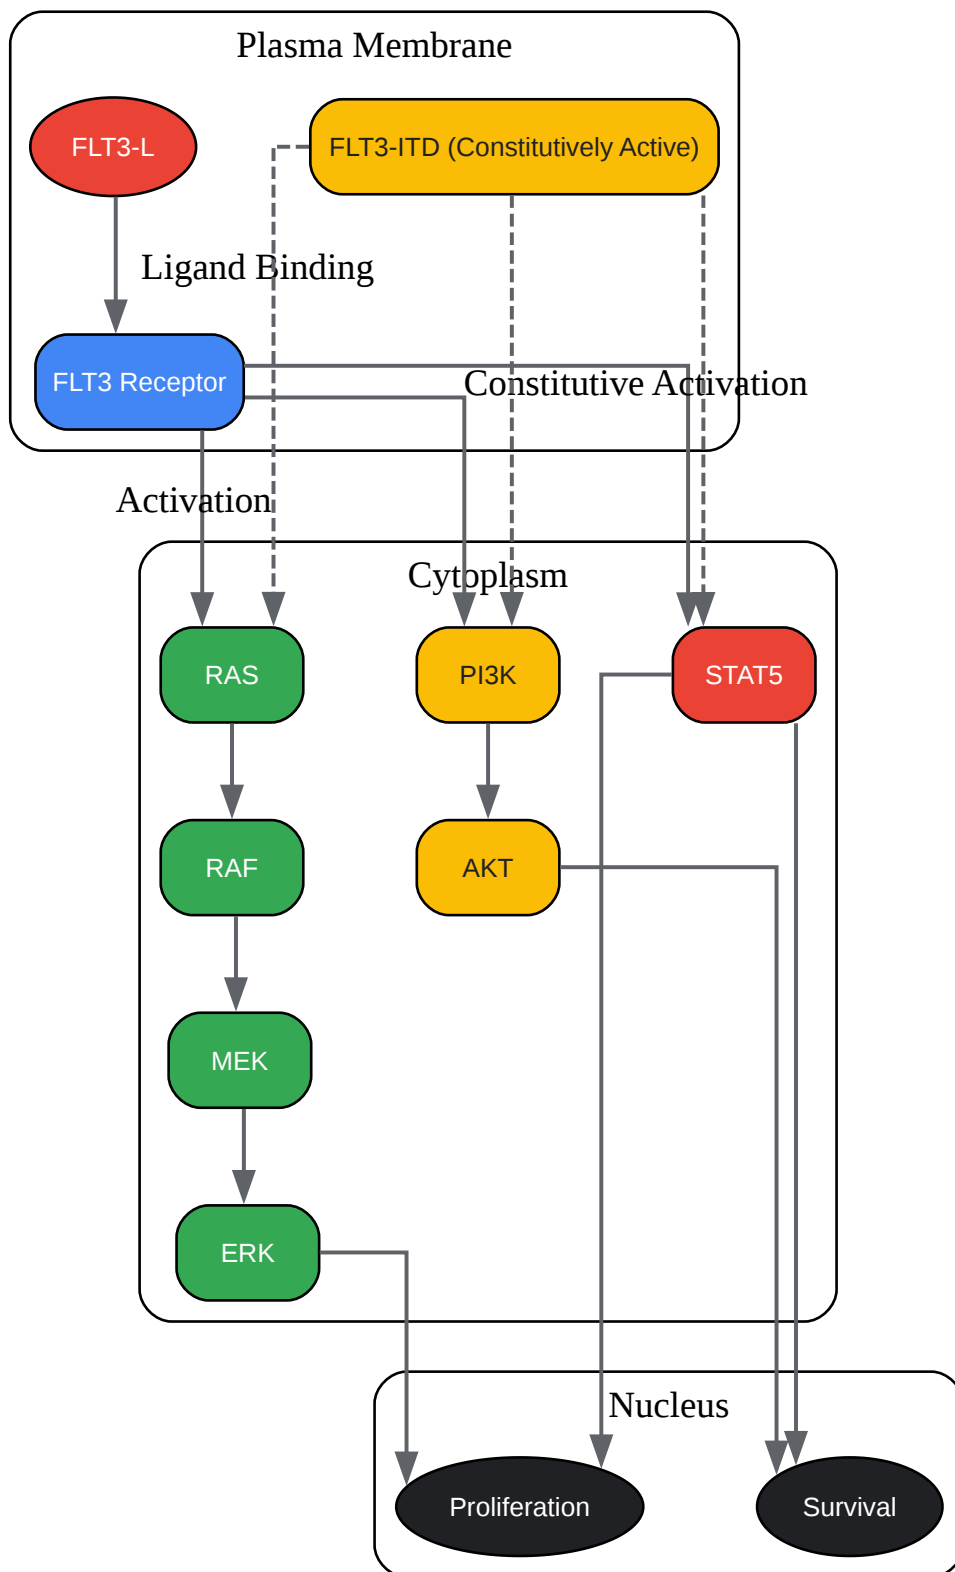 Plasma Membrane
FLT3-L
FLT3-ITD (Constitutively Active)
Ligand Binding
FLT3 Receptor
Constitutive Activation
Activation
Cytoplasm
RAS
PI3K
STAT5
RAF
AKT
MEK
ERK
Nucleus
Proliferation
Survival